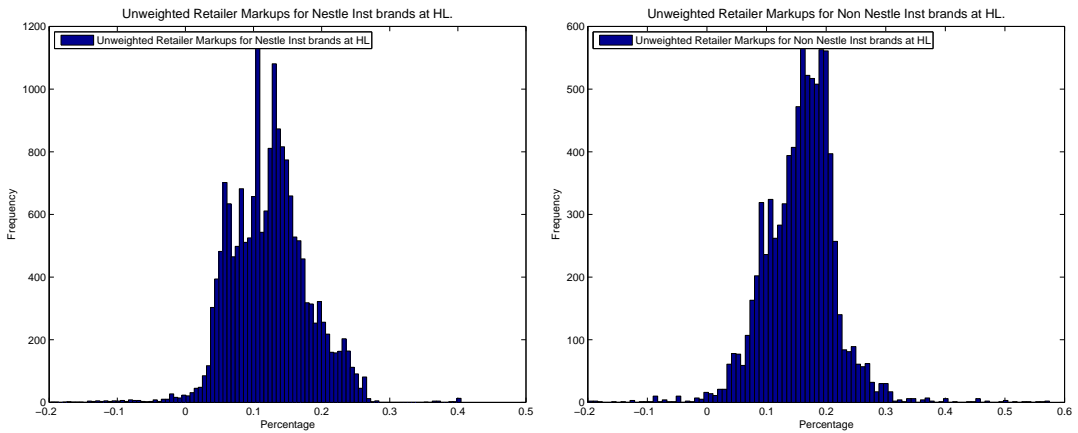 Unweighted Retailer Markups for Nestle Inst brands at HL.
Unweighted Retailer Markups for Nestle Inst brands at HL
1200
1000
800
600
400
200
0
Frequency
−0.2 −0.1 0 0.1 0.2 0.3 0.4 0.5
Percentage
Unweighted Retailer Markups for Non Nestle Inst brands at HL.
Unweighted Retailer Markups for Non Nestle Inst brands at HL
600
500
400
300
200
100
0
Frequency
−0.2 −0.1 0 0.1 0.2 0.3 0.4 0.5 0.6
Percentage